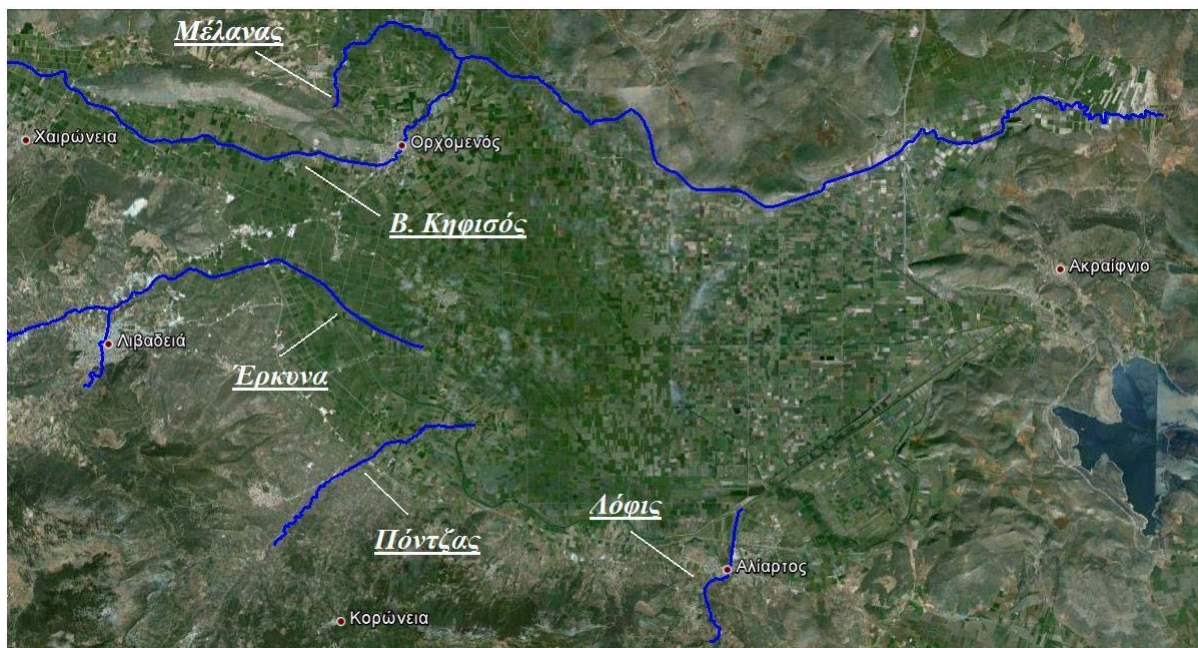 Μέλανας
Χαιρώνεια
Ορχομενός
Β. Κηφισός
Ακραίφνιο
Λιβαδειά
Έρκυνα
Λόφις
Πόντζας
Αλίαρτος
Κορώνεια